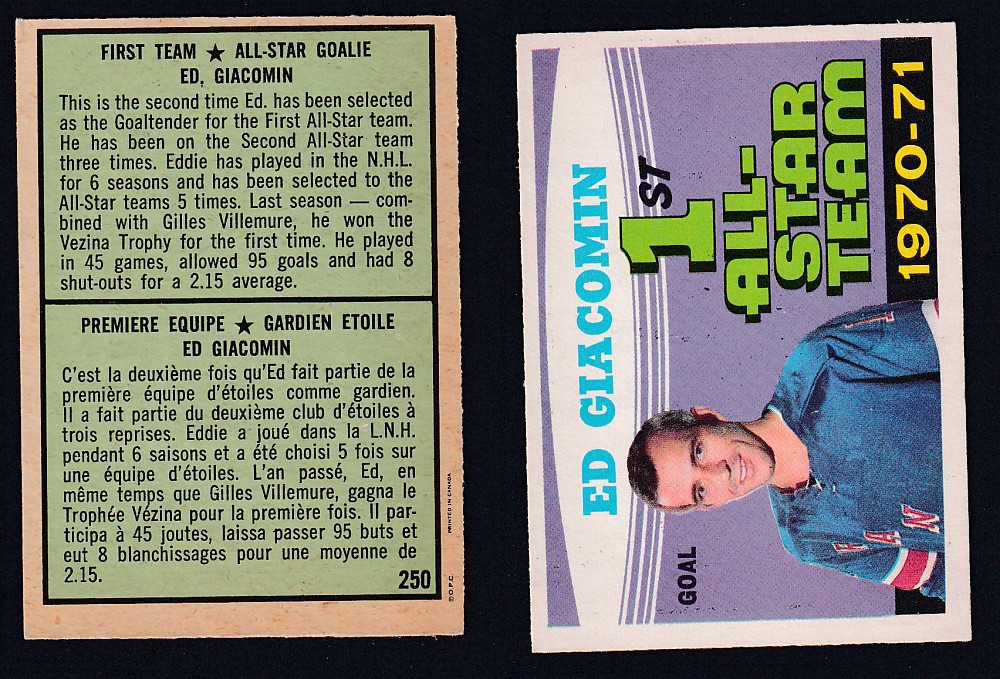 FIRST TEAM ★ ALL-STAR GOALIE
ED, GIACOMIN
This is the second time Ed. has been selected
as the Goaltender for the First All-Star team.
He has been on the Second All-Star team
three times. Eddie has played in the N.H.L.
for 6 seasons and has been selected to the
All-Star teams 5 times. Last season — com-
bined with Gilles Villemure, he won the
Vezina Trophy for the first time. He played
in 45 games, allowed 95 goals and had 8
shut-outs for a 2.15 average.
PREMIERE EQUIPE ★ GARDIEN ETOILE
ED GIACOMIN
C'est la deuxième fois qu'Ed fait partie de la
première équipe d'étoiles comme gardien.
Il a fait partie du deuxième club d'étoiles à
trois reprises. Eddie a joué dans la L.N.H.
pendant 6 saisons et a été choisi 5 fois sur
une équipe d'étoiles. L'an passé, Ed, en
même temps que Gilles Villemure, gagna le
Trophée Vézina pour la première fois. Il par-
ticipa à 45 joutes, laissa passer 95 buts et
eut 8 blanchissages pour une moyenne de
2.15.
250
© O.P.C.
PRINTED IN CANADA
ED GIACOMIN
GOAL
1ST
ALL-
STAR
TEAM
1970-71
RAN
1